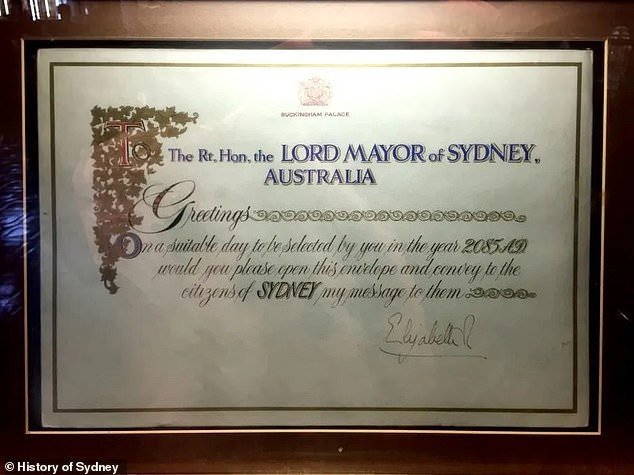 BUCKINGHAM PALACE
To The Rt. Hon. the LORD MAYOR of SYDNEY,
AUSTRALIA
Greetings
On a suitable day to be selected by you in the year 2085 A.D.
would you please open this envelope and convey to the
citizens of SYDNEY, my message to them
Elizabeth R
© History of Sydney